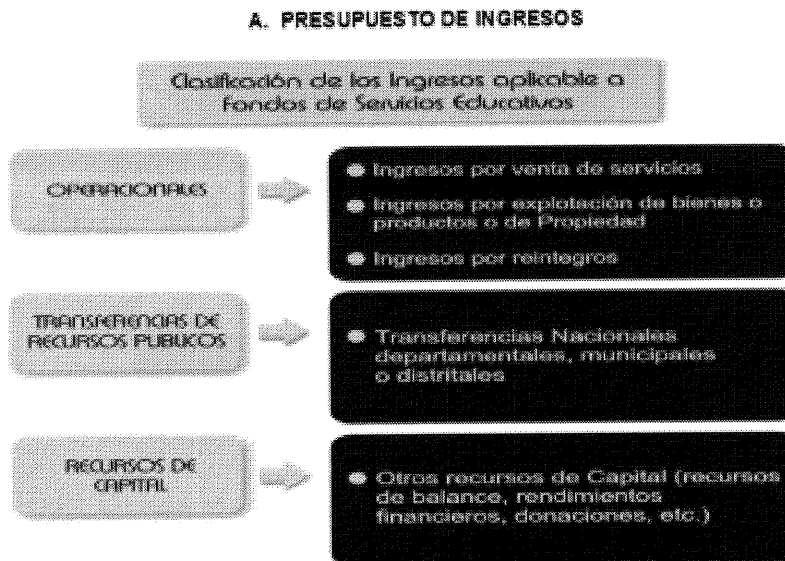 A. PRESUPUESTO DE INGRESOS
Clasificación de los Ingresos aplicable a
Fondos de Servicios Educativos
OPERACIONALES
● Ingresos por venta de servicios
● Ingresos por explotación de bienes o
productos o de Propiedad
● Ingresos por reintegros
TRANSFERENCIAS DE
RECURSOS PUBLICOS
● Transferencias Nacionales
departamentales, municipales
o distritales
RECURSOS DE
CAPITAL
● Otros recursos de Capital (recursos
de balance, rendimientos
financieros, donaciones, etc.)